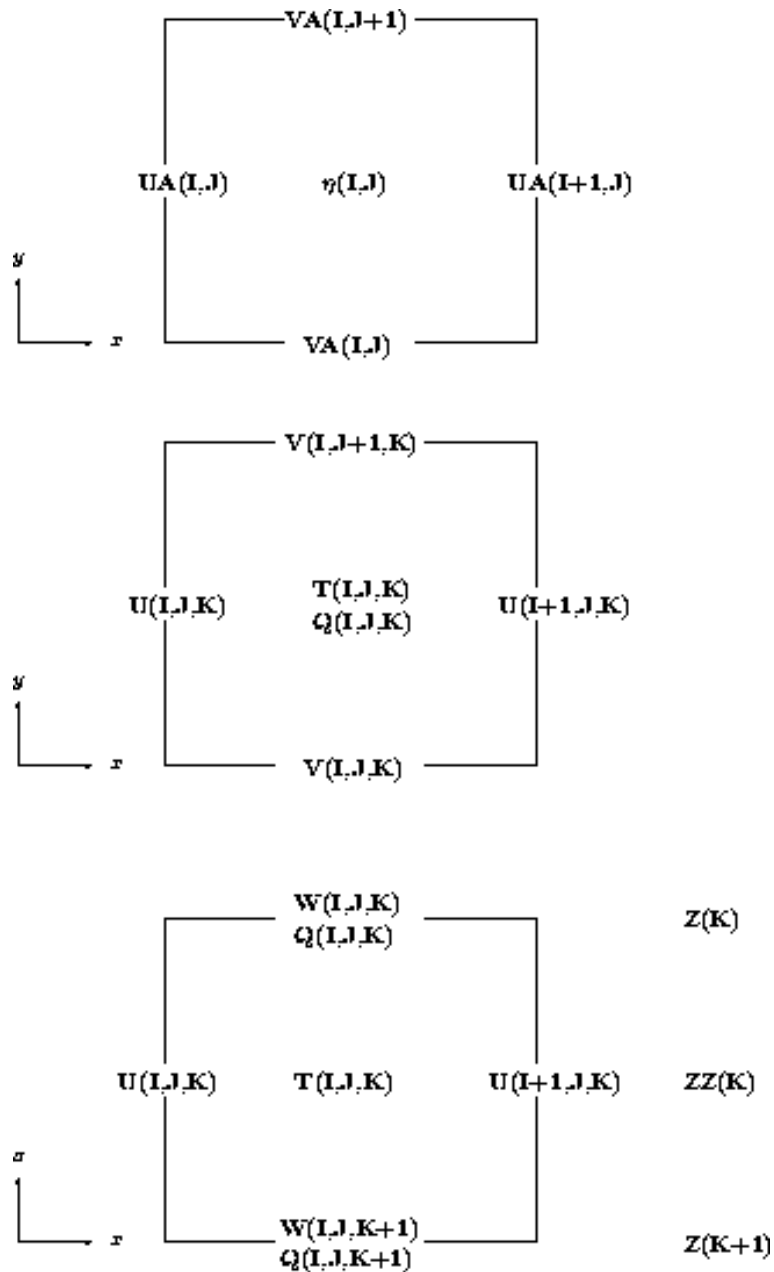 VA(I,J+1)
UA(I,J) η(I,J) UA(I+1,J)
y
x VA(I,J)
V(I,J+1,K)
T(I,J,K)
U(I,J,K) U(I+1,J,K)
Q(I,J,K)
y
x V(I,J,K)
W(I,J,K)
Q(I,J,K) Z(K)
U(I,J,K) T(I,J,K) U(I+1,J,K) ZZ(K)
σ
W(I,J,K+1)
x Z(K+1)
Q(I,J,K+1)